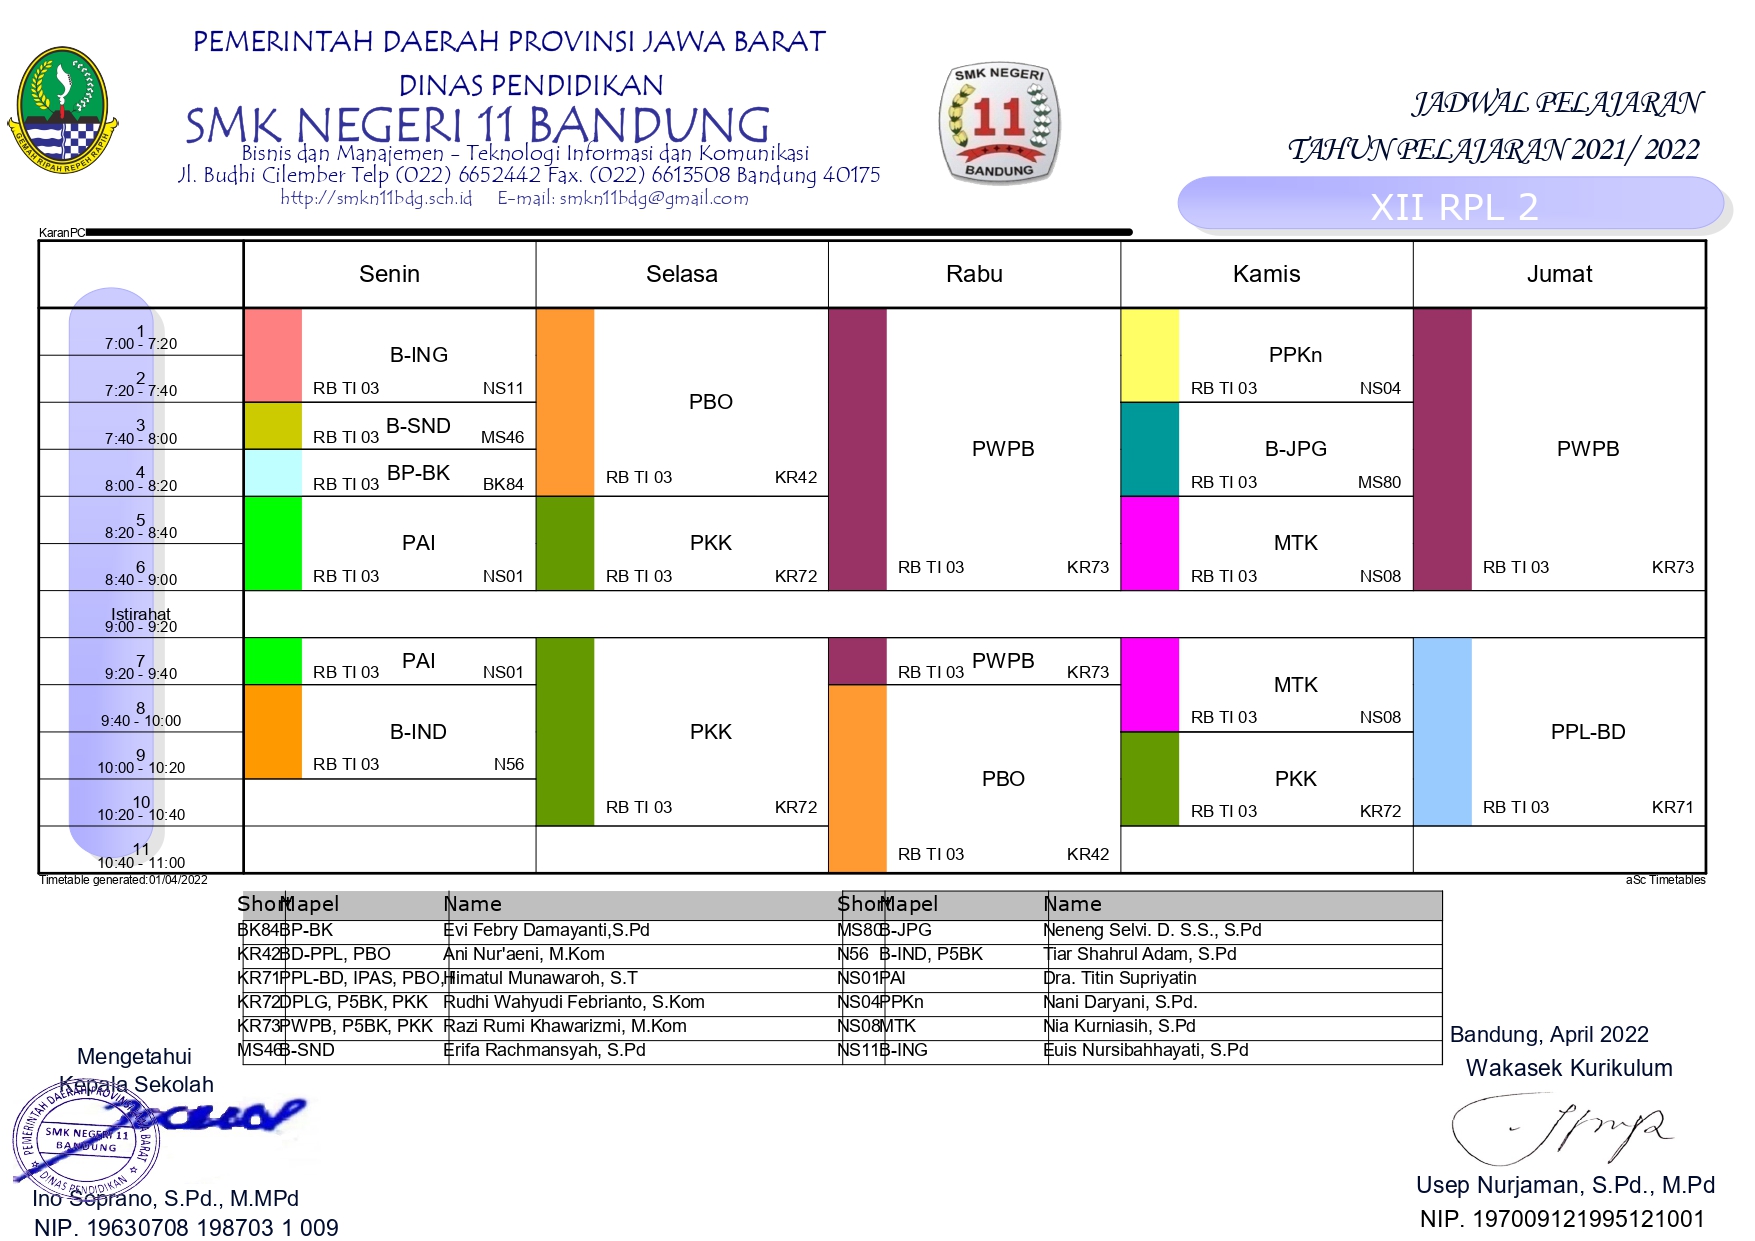 PEMERINTAH DAERAH PROVINSI JAWA BARAT
DINAS PENDIDIKAN
SMK NEGERI 11 BANDUNG
Bisnis dan Manajemen - Teknologi Informasi dan Komunikasi
Jl. Budhi Cilember Telp (022) 6652442 Fax. (022) 6613508 Bandung 40175
http://smkn11bdg.sch.id E-mail: smkn11bdg@gmail.com
GEMAH RIPAH REPEH RAPIH
SMK NEGERI
11
BANDUNG
JADWAL PELAJARAN
TAHUN PELAJARAN 2021/ 2022
XII RPL 2
KaranPC
Senin Selasa Rabu Kamis Jumat
1
7:00 - 7:20
2
7:20 - 7:40
3
7:40 - 8:00
4
8:00 - 8:20
5
8:20 - 8:40
6
8:40 - 9:00
Istirahat
9:00 - 9:20
7
9:20 - 9:40
8
9:40 - 10:00
9
10:00 - 10:20
10
10:20 - 10:40
11
10:40 - 11:00
B-ING
RB TI 03 NS11
B-SND
RB TI 03 MS46
BP-BK
RB TI 03 BK84
PAI
RB TI 03 NS01
PAI
RB TI 03 NS01
B-IND
RB TI 03 N56
PBO
RB TI 03 KR42
PKK
RB TI 03 KR72
PKK
RB TI 03 KR72
PWPB
RB TI 03 KR73
PWPB
RB TI 03 KR73
PBO
RB TI 03 KR42
PPKn
RB TI 03 NS04
B-JPG
RB TI 03 MS80
MTK
RB TI 03 NS08
MTK
RB TI 03 NS08
PKK
RB TI 03 KR72
PWPB
RB TI 03 KR73
PPL-BD
RB TI 03 KR71
Timetable generated:01/04/2022 aSc Timetables
Short Mapel Name Short Mapel Name
BK84 BP-BK Evi Febry Damayanti,S.Pd MS80 B-JPG Neneng Selvi. D. S.S., S.Pd
KR42 BD-PPL, PBO Ani Nur'aeni, M.Kom N56 B-IND, P5BK Tiar Shahrul Adam, S.Pd
KR71 PPL-BD, IPAS, PBO, Himatul Munawaroh, S.T NS01 PAI Dra. Titin Supriyatin
KR72 DPLG, P5BK, PKK Rudhi Wahyudi Febrianto, S.Kom NS04 PPKn Nani Daryani, S.Pd.
KR73 PWPB, P5BK, PKK Razi Rumi Khawarizmi, M.Kom NS08 MTK Nia Kurniasih, S.Pd
MS46 B-SND Erifa Rachmansyah, S.Pd NS11 B-ING Euis Nursibahhayati, S.Pd
Mengetahui
Kepala Sekolah
PEMERINTAH DAERAH PROVINSI JAWA BARAT
SMK NEGERI 11
BANDUNG
DINAS PENDIDIKAN
Ino Soprano, S.Pd., M.MPd
NIP. 19630708 198703 1 009
Bandung, April 2022
Wakasek Kurikulum
Usep Nurjaman, S.Pd., M.Pd
NIP. 197009121995121001